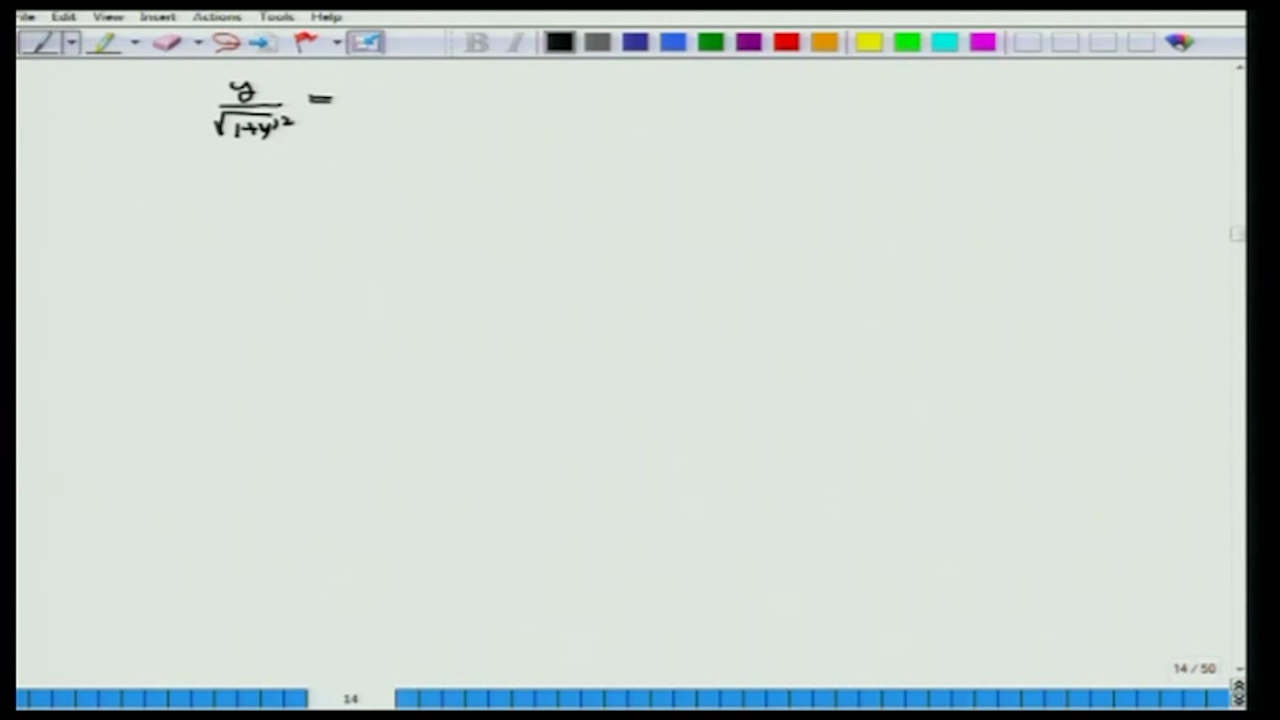 File Edit View Insert Actions Tools Help
B I
y/√1+y'² =
14 / 50
14